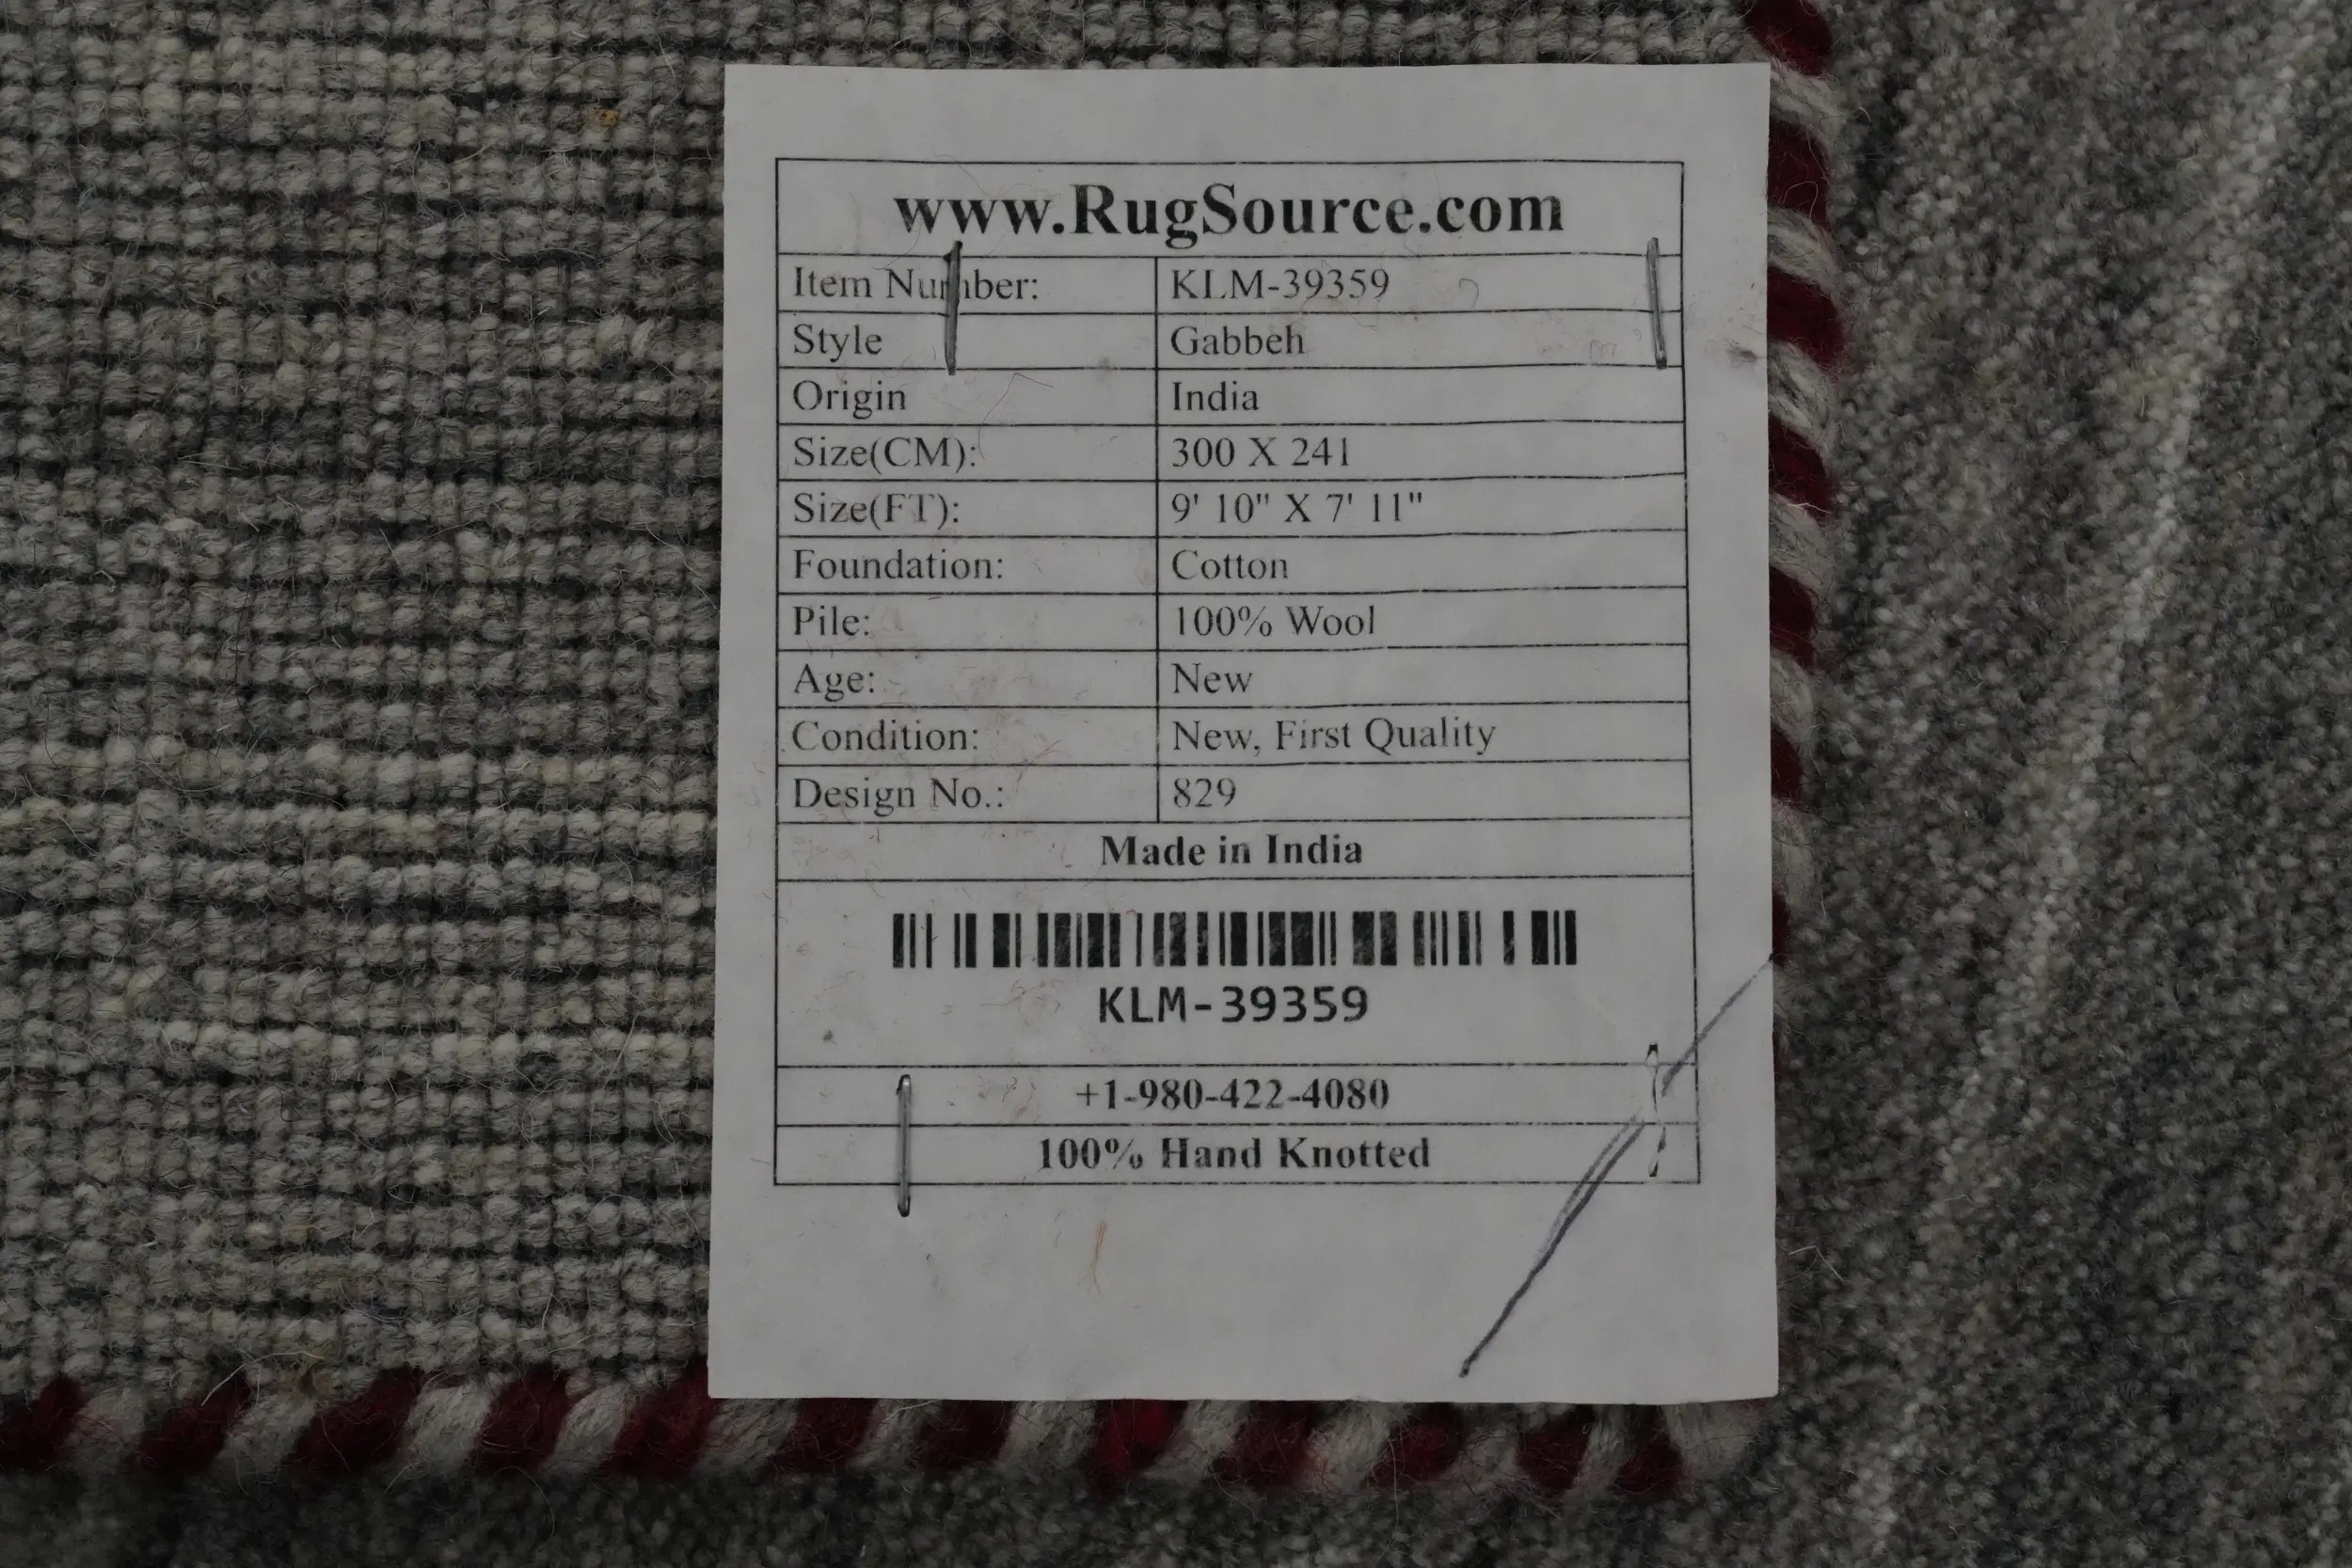 www.RugSource.com
Item Number: KLM-39359
Style Gabbeh
Origin India
Size(CM): 300 X 241
Size(FT): 9' 10" X 7' 11"
Foundation: Cotton
Pile: 100% Wool
Age: New
Condition: New, First Quality
Design No.: 829
Made in India
KLM-39359
+1-980-422-4080
100% Hand Knotted